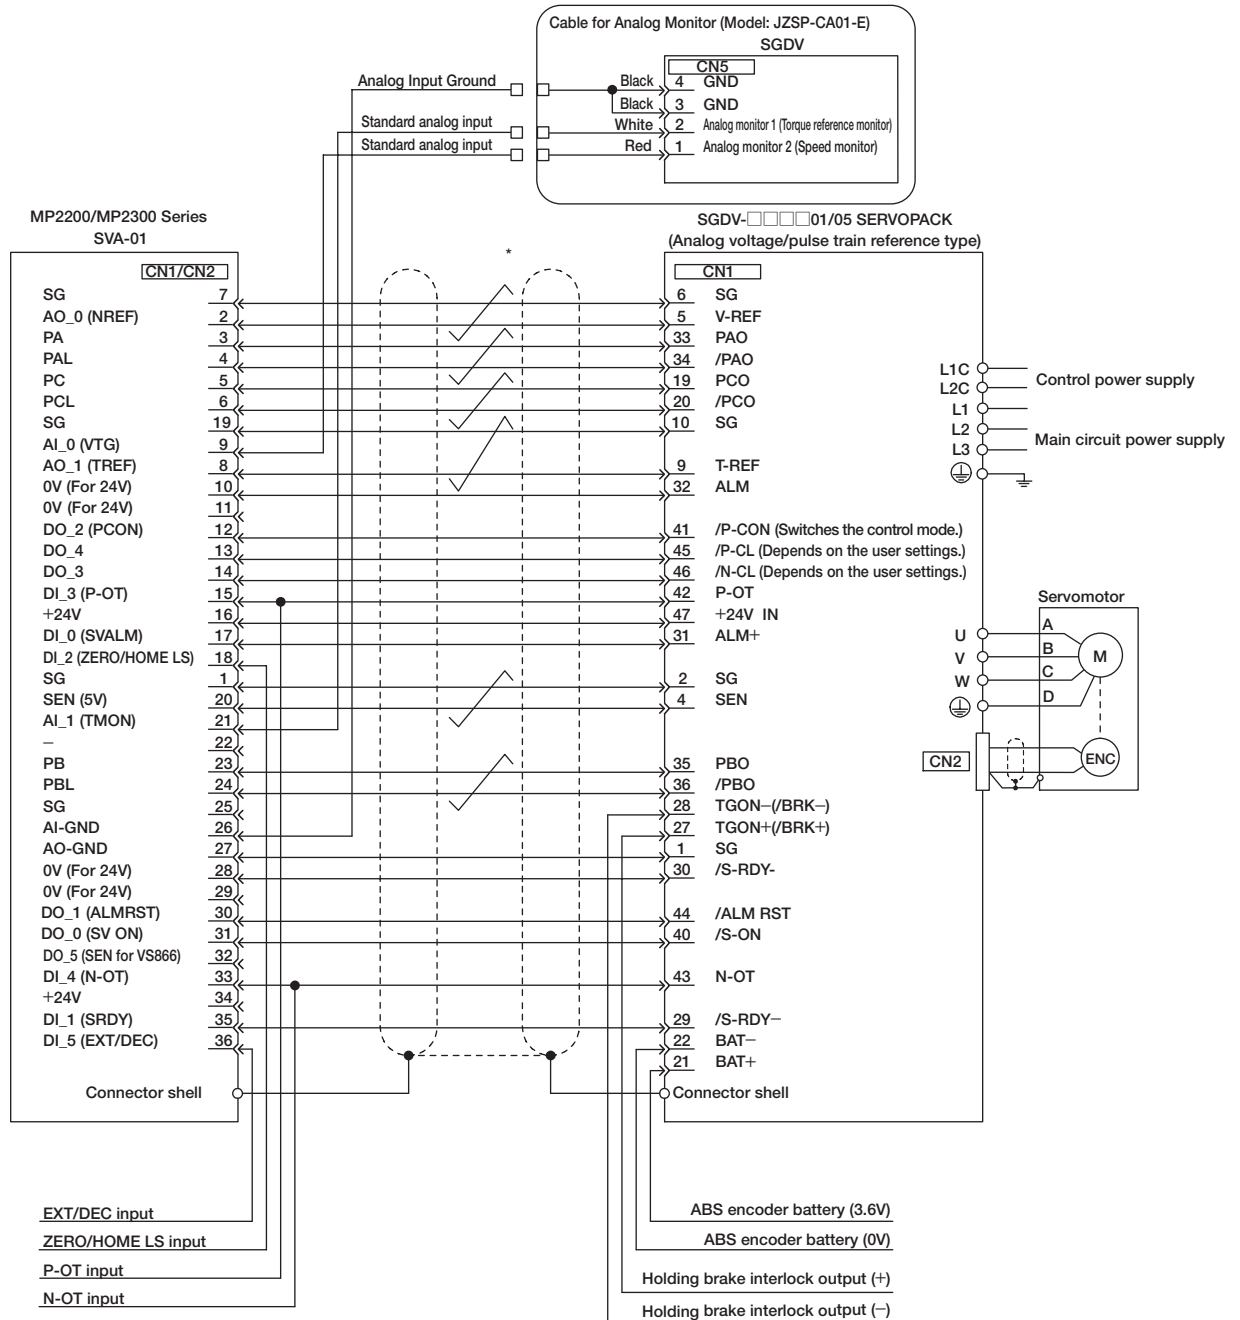 Cable for Analog Monitor (Model: JZSP-CA01-E)
SGDV
CN5
Analog Input Ground
Black 4 GND
Black 3 GND
Standard analog input
White 2 Analog monitor 1 (Torque reference monitor)
Standard analog input
Red 1 Analog monitor 2 (Speed monitor)
MP2200/MP2300 Series
SVA-01
CN1/CN2
SGDV-□□□□01/05 SERVOPACK
(Analog voltage/pulse train reference type)
CN1
*
SG 7
AO_0 (NREF) 2
PA 3
PAL 4
PC 5
PCL 6
SG 19
AI_0 (VTG) 9
AO_1 (TREF) 8
0V (For 24V) 10
0V (For 24V) 11
DO_2 (PCON) 12
DO_4 13
DO_3 14
DI_3 (P-OT) 15
+24V 16
DI_0 (SVALM) 17
DI_2 (ZERO/HOME LS) 18
SG 1
SEN (5V) 20
AI_1 (TMON) 21
– 22
PB 23
PBL 24
SG 25
AI-GND 26
AO-GND 27
0V (For 24V) 28
0V (For 24V) 29
DO_1 (ALMRST) 30
DO_0 (SV ON) 31
DO_5 (SEN for VS866) 32
DI_4 (N-OT) 33
+24V 34
DI_1 (SRDY) 35
DI_5 (EXT/DEC) 36
Connector shell
6 SG
5 V-REF
33 PAO
34 /PAO
19 PCO
20 /PCO
10 SG
9 T-REF
32 ALM
41 /P-CON (Switches the control mode.)
45 /P-CL (Depends on the user settings.)
46 /N-CL (Depends on the user settings.)
42 P-OT
47 +24V IN
31 ALM+
2 SG
4 SEN
35 PBO
36 /PBO
28 TGON–(/BRK–)
27 TGON+(/BRK+)
1 SG
30 /S-RDY-
44 /ALM RST
40 /S-ON
43 N-OT
29 /S-RDY–
22 BAT–
21 BAT+
Connector shell
L1C
L2C
Control power supply
L1
L2
L3
Main circuit power supply
Servomotor
U A
V B
W C
D
M
CN2
ENC
EXT/DEC input
ZERO/HOME LS input
P-OT input
N-OT input
ABS encoder battery (3.6V)
ABS encoder battery (0V)
Holding brake interlock output (+)
Holding brake interlock output (–)